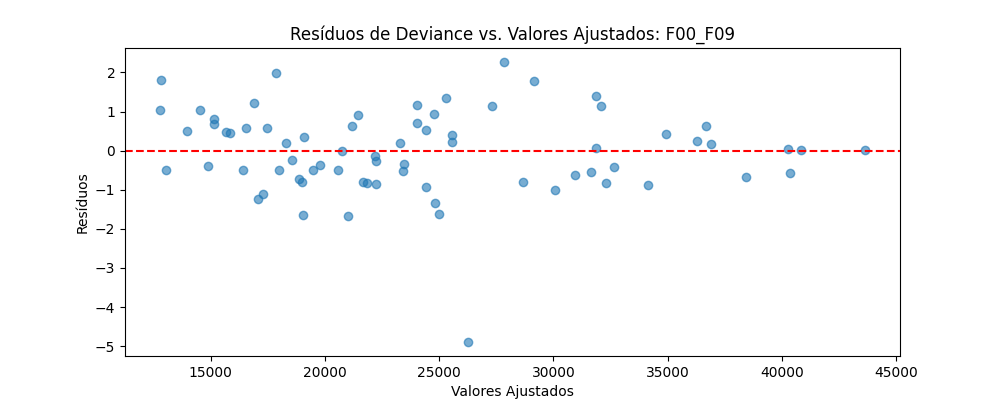 Resíduos de Deviance vs. Valores Ajustados: F00_F09
Resíduos
2
1
0
−1
−2
−3
−4
−5
15000 20000 25000 30000 35000 40000 45000
Valores Ajustados